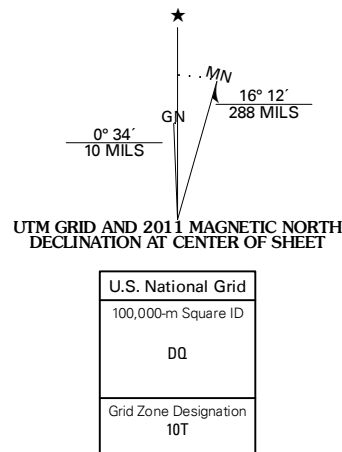 ★
MN
GN
16° 12´
288 MILS
0° 34´
10 MILS
UTM GRID AND 2011 MAGNETIC NORTH
DECLINATION AT CENTER OF SHEET
U.S. National Grid
100,000-m Square ID
DQ
Grid Zone Designation
10T